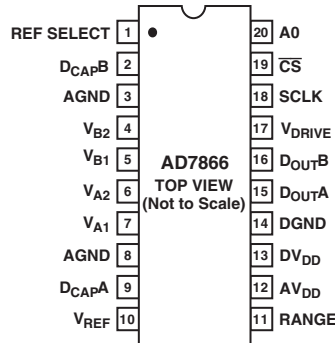 REF SELECT 1 20 A0
DCAPB 2 19 CS
AGND 3 18 SCLK
VB2 4 17 VDRIVE
VB1 5 16 DOUTB
VA2 6 15 DOUTA
VA1 7 14 DGND
AGND 8 13 DVDD
DCAPA 9 12 AVDD
VREF 10 11 RANGE
AD7866
TOP VIEW
(Not to Scale)